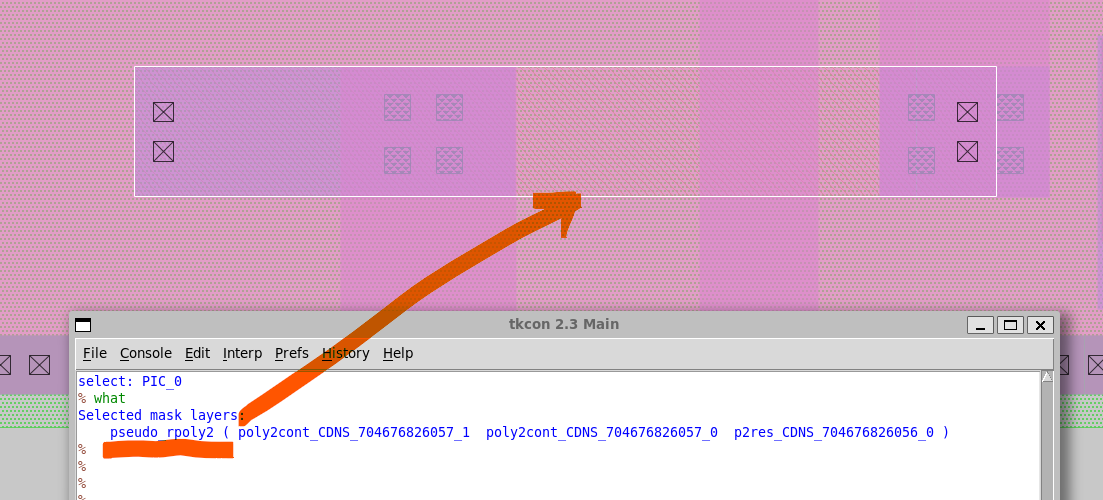 tkcon 2.3 Main
File Console Edit Interp Prefs History Help
select: PIC_0
% what
Selected mask layers:
pseudo_rpoly2 ( poly2cont_CDNS_704676826057_1 poly2cont_CDNS_704676826057_0 p2res_CDNS_704676826056_0 )
%
%
%
%